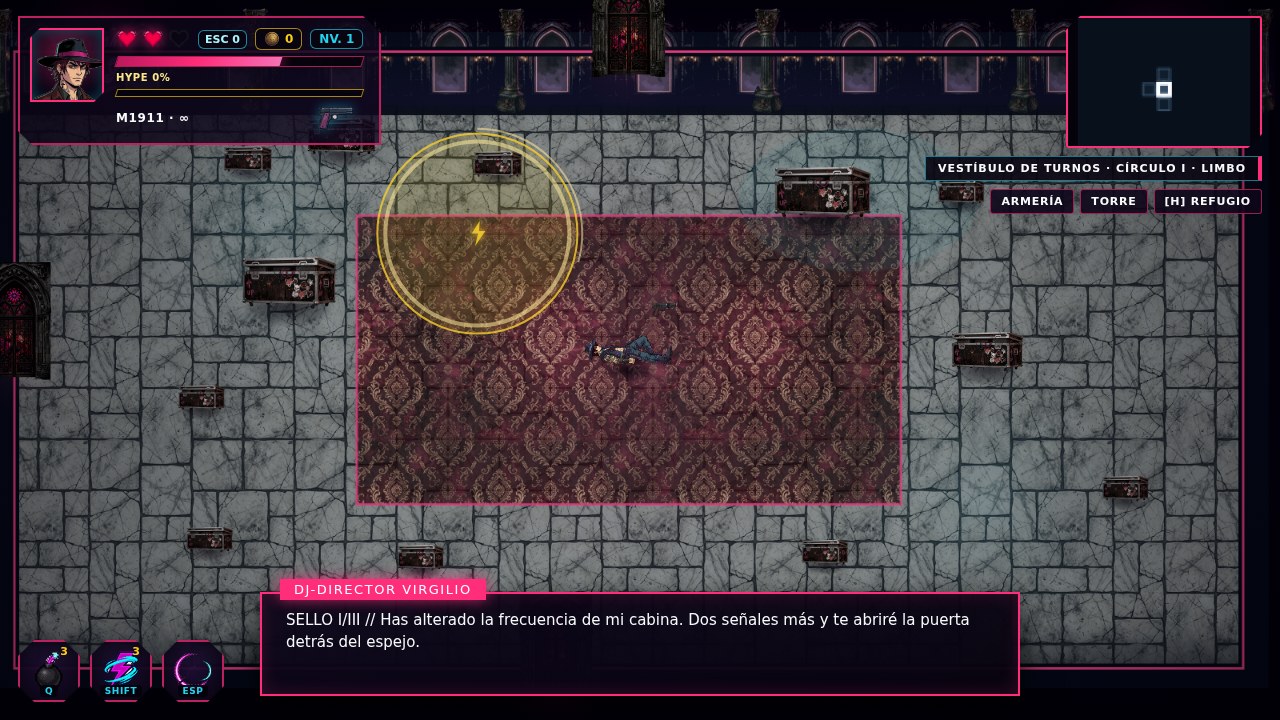 ESC 0
0
NV. 1
HYPE 0%
M1911 · ∞
VESTÍBULO DE TURNOS · CÍRCULO I · LIMBO
ARMERÍA
TORRE
[H] REFUGIO
DJ-DIRECTOR VIRGILIO
SELLO I/III // Has alterado la frecuencia de mi cabina. Dos señales más y te abriré la puerta
detrás del espejo.
3
Q
3
SHIFT
ESP